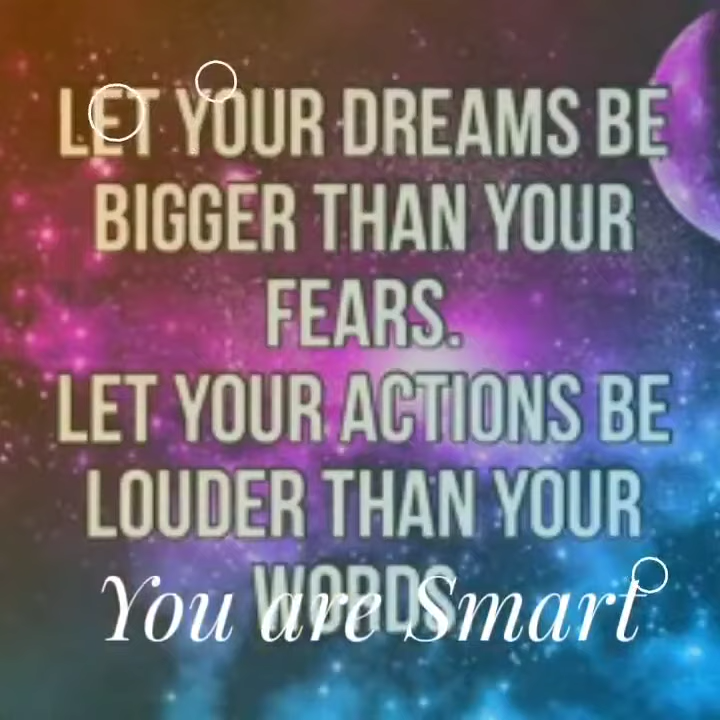 LET YOUR DREAMS BE
BIGGER THAN YOUR
FEARS.
LET YOUR ACTIONS BE
LOUDER THAN YOUR
WORDS.
You are Smart